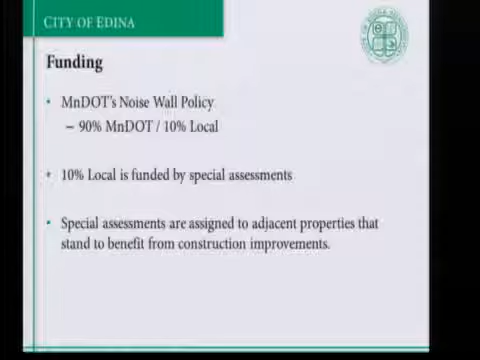 CITY OF EDINA
Funding
• MnDOT's Noise Wall Policy
– 90% MnDOT / 10% Local
• 10% Local is funded by special assessments
• Special assessments are assigned to adjacent properties that
stand to benefit from construction improvements.